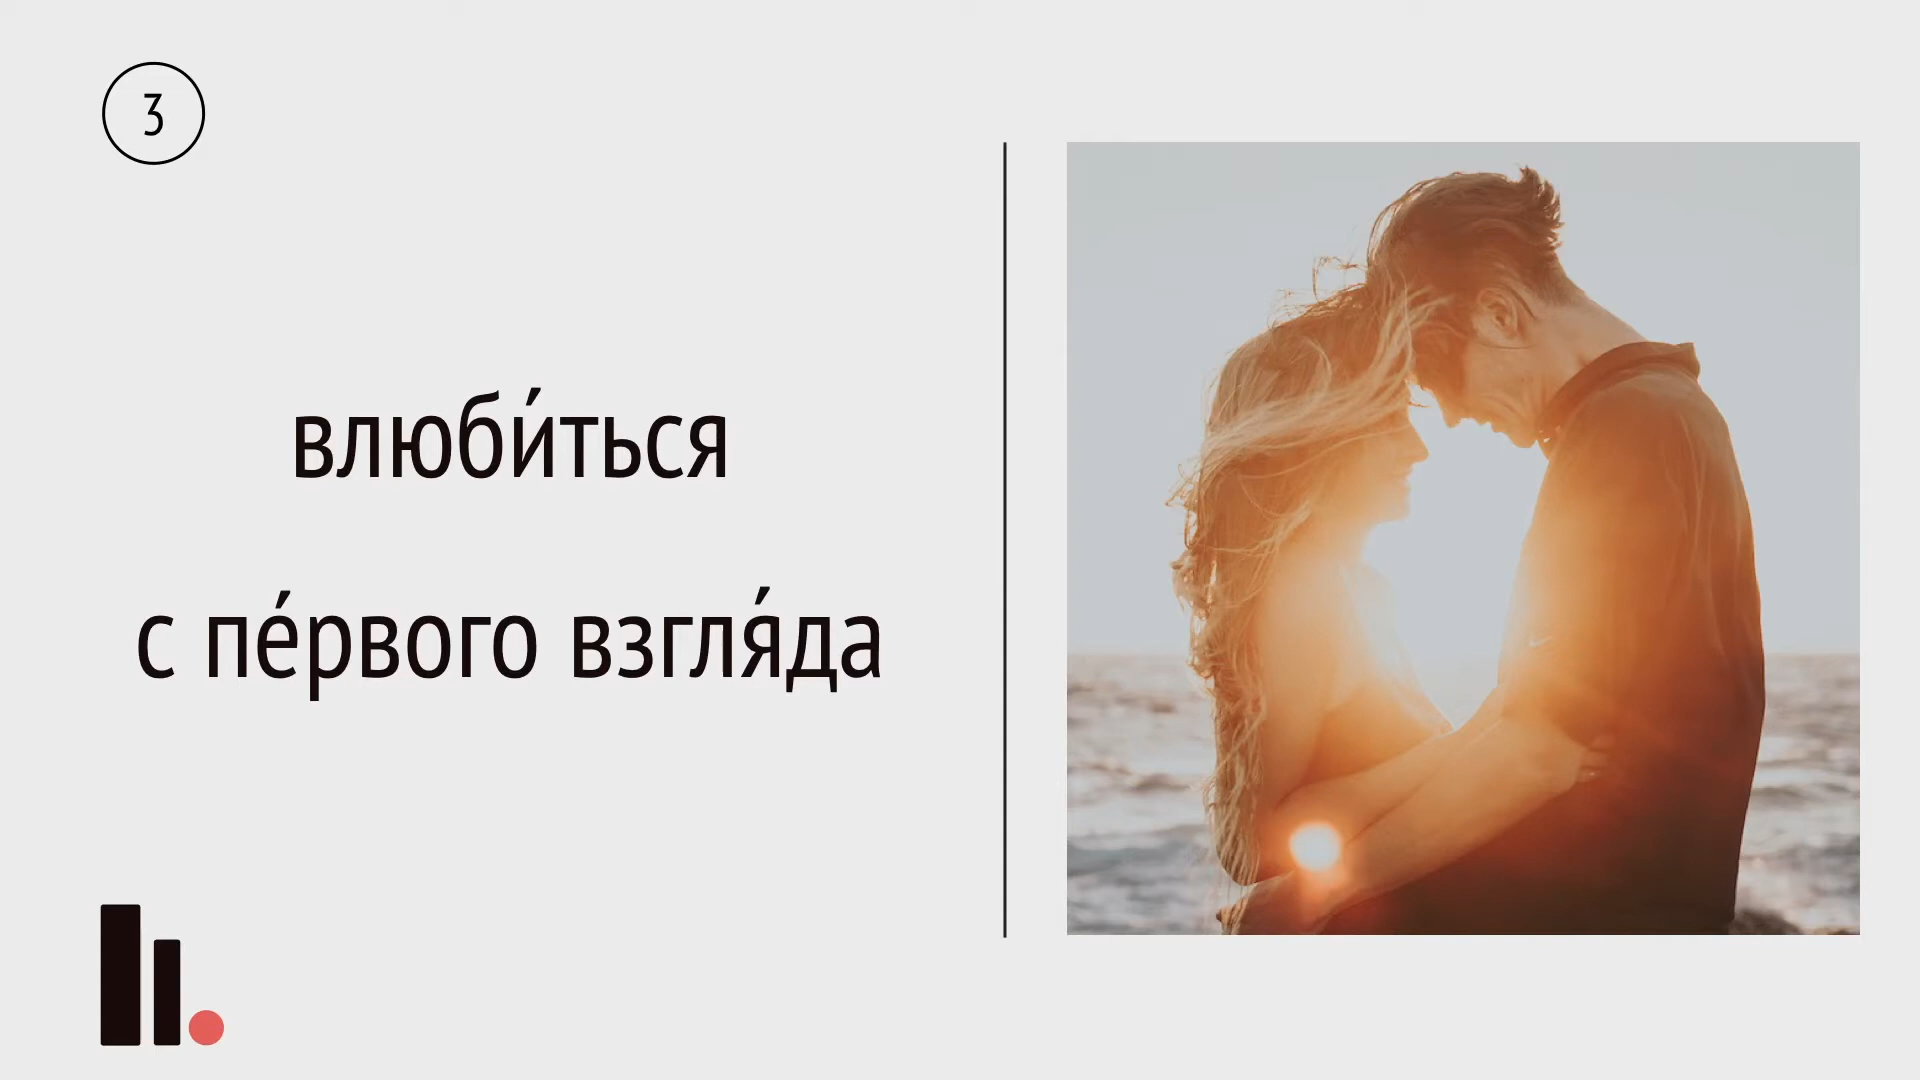 3
влюби́ться
с пе́рвого взгля́да